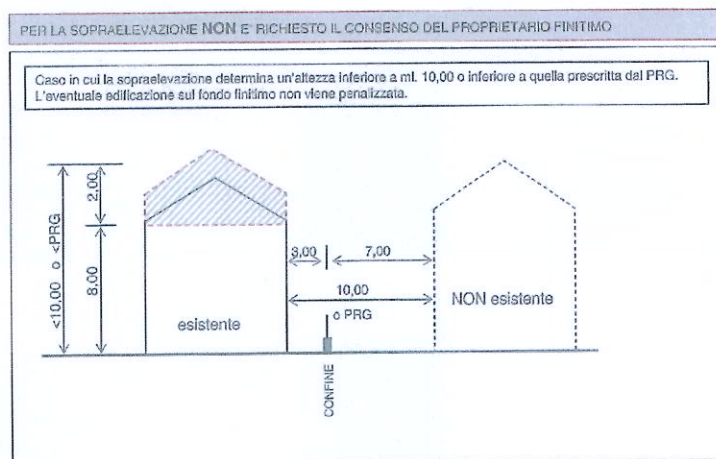 PER LA SOPRAELEVAZIONE NON E' RICHIESTO IL CONSENSO DEL PROPRIETARIO FINITIMO
Caso in cui la sopraelevazione determina un'altezza inferiore a ml. 10,00 o inferiore a quella prescritta dal PRG.
L'eventuale edificazione sul fondo finitimo non viene penalizzata.
<10,00 o <PRG
2,00
8,00
3,00
7,00
10,00
o PRG
esistente
NON esistente
CONFINE